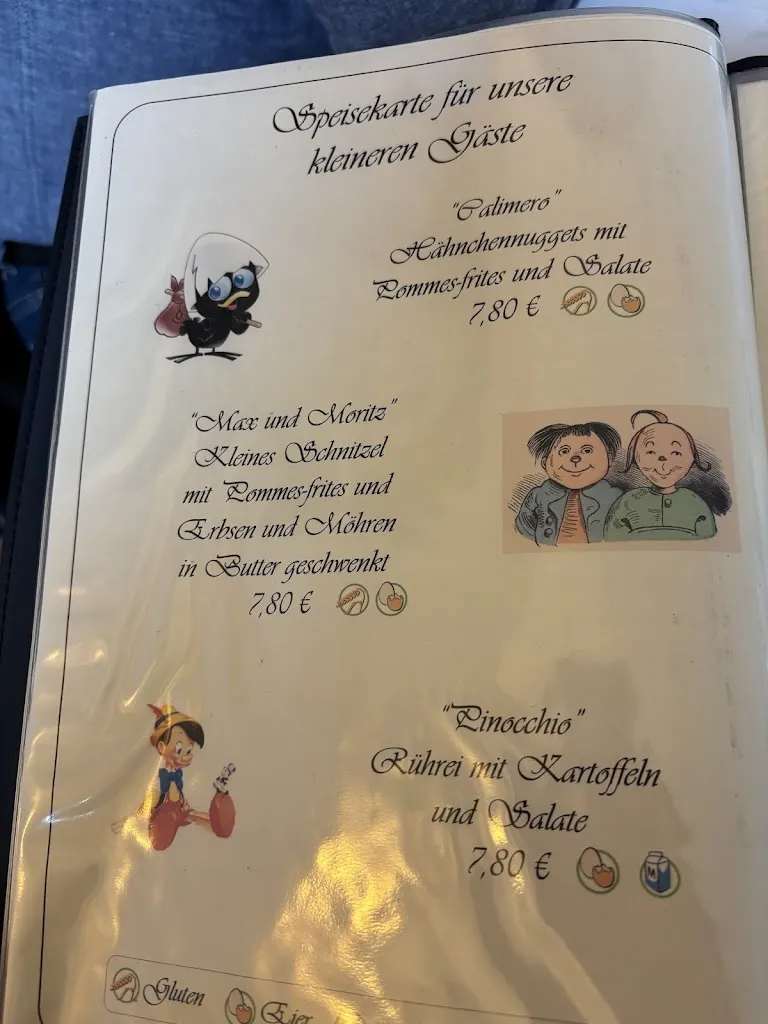 Speisekarte für unsere
kleineren Gäste
"Calimero"
Hähnchennuggets mit
Pommes-frites und Salate
7,80 €
"Max und Moritz"
Kleines Schnitzel
mit Pommes-frites und
Erbsen und Möhren
in Butter geschwenkt
7,80 €
"Pinocchio"
Rührei mit Kartoffeln
und Salate
7,80 €
M
Gluten
Eier